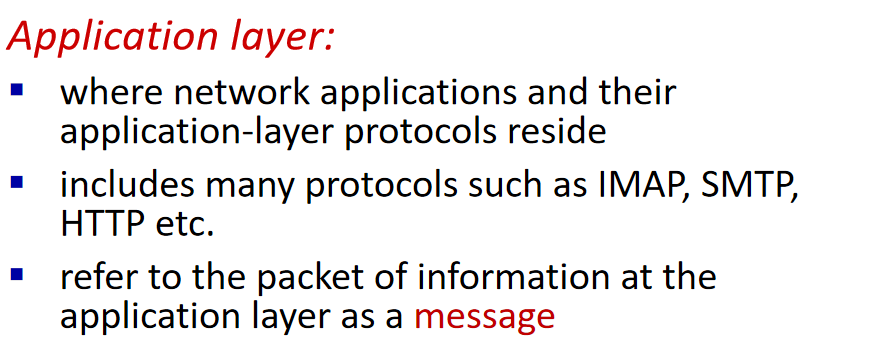 Application layer:
▪ where network applications and their
application-layer protocols reside
▪ includes many protocols such as IMAP, SMTP,
HTTP etc.
▪ refer to the packet of information at the
application layer as a message